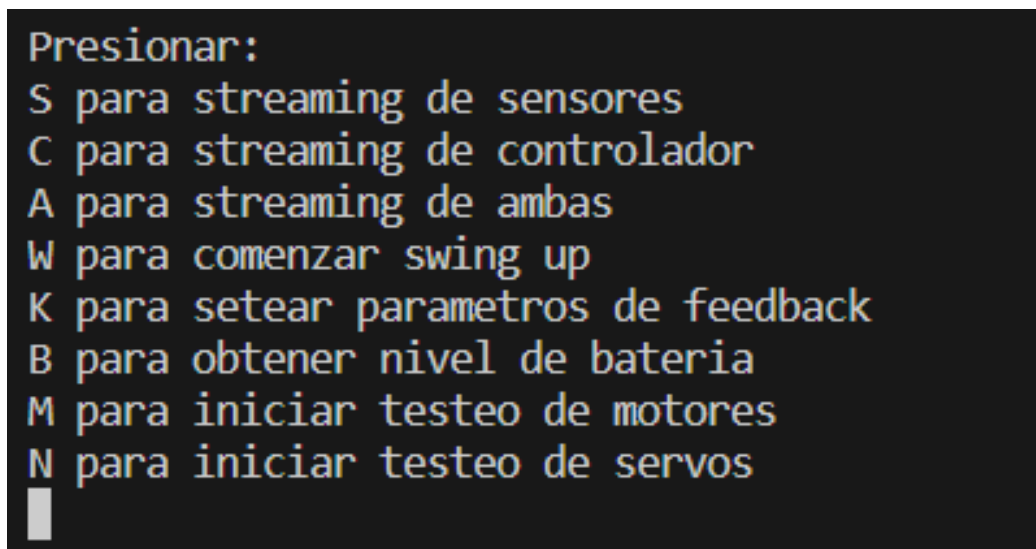 Presionar:
S para streaming de sensores
C para streaming de controlador
A para streaming de ambas
W para comenzar swing up
K para setear parametros de feedback
B para obtener nivel de bateria
M para iniciar testeo de motores
N para iniciar testeo de servos